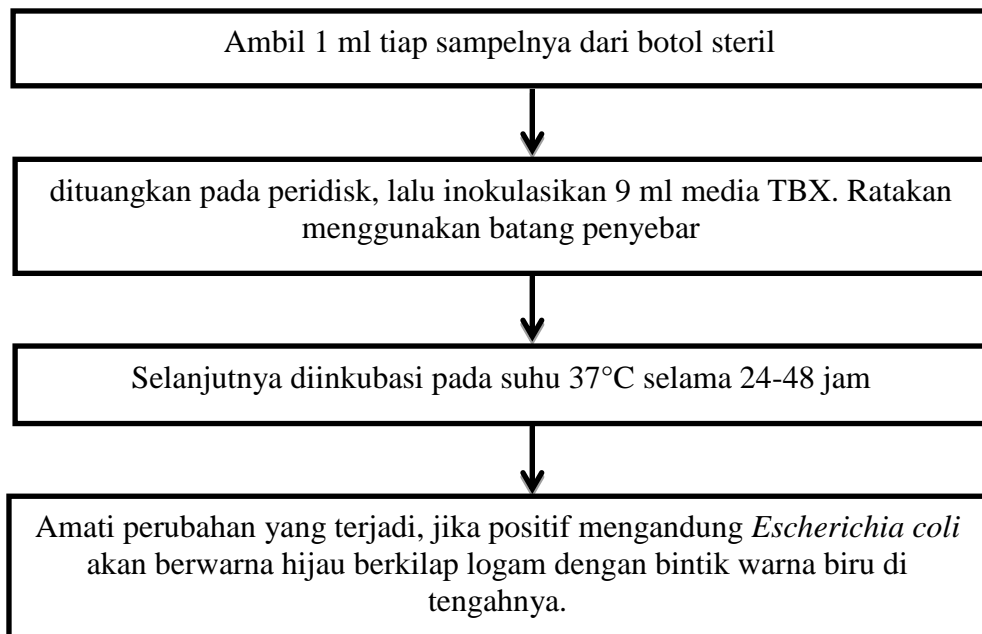 Ambil 1 ml tiap sampelnya dari botol steril
dituangkan pada peridisk, lalu inokulasikan 9 ml media TBX. Ratakan
menggunakan batang penyebar
Selanjutnya diinkubasi pada suhu 37°C selama 24-48 jam
Amati perubahan yang terjadi, jika positif mengandung Escherichia coli
akan berwarna hijau berkilap logam dengan bintik warna biru di
tengahnya.